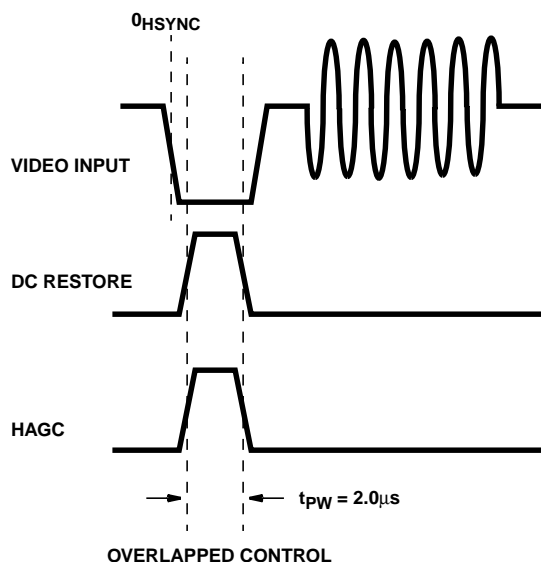 0HSYNC
VIDEO INPUT
DC RESTORE
HAGC
tPW = 2.0μs
OVERLAPPED CONTROL